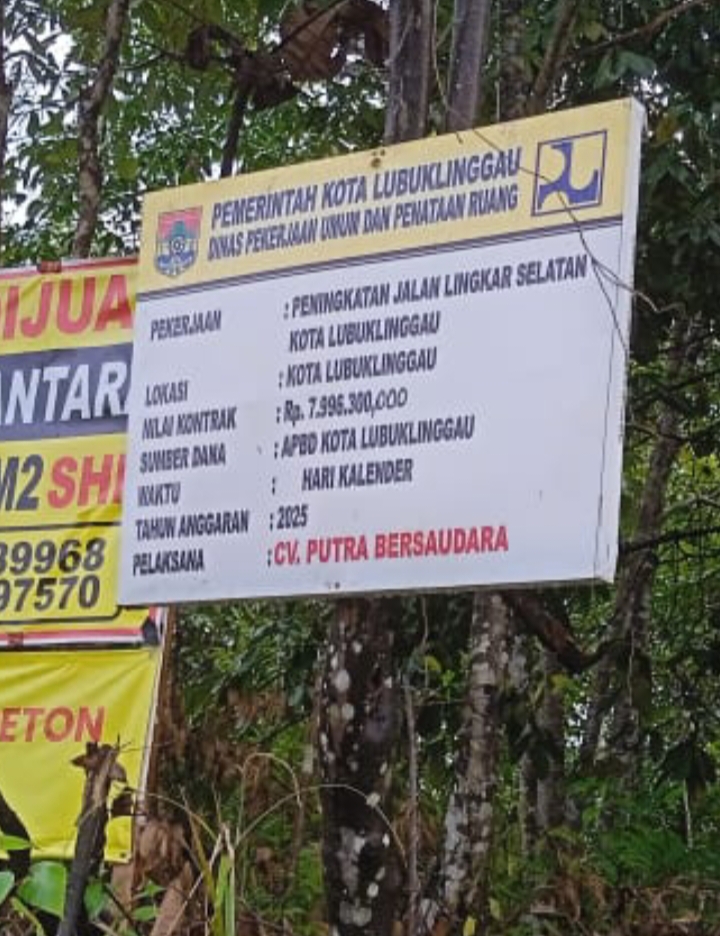 PEMERINTAH KOTA LUBUKLINGGAU
DINAS PEKERJAAN UMUM DAN PENATAAN RUANG
PEKERJAAN : PENINGKATAN JALAN LINGKAR SELATAN
KOTA LUBUKLINGGAU
LOKASI : KOTA LUBUKLINGGAU
NILAI KONTRAK : Rp. 7.996.300,000
SUMBER DANA : APBD KOTA LUBUKLINGGAU
WAKTU : HARI KALENDER
TAHUN ANGGARAN : 2025
PELAKSANA : CV. PUTRA BERSAUDARA
IJUA
ANTAR
M2 SH
39968
97570
ETON